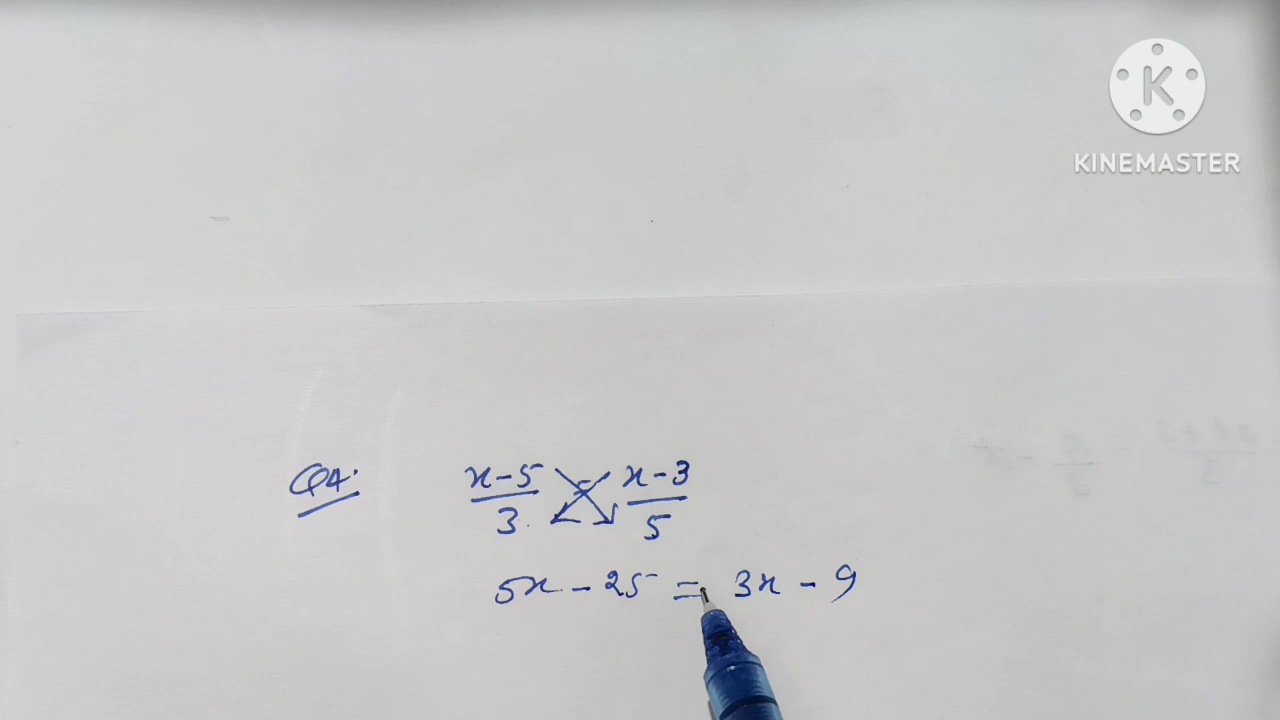 KINEMASTER
Q4. x-5/3 = x-3/5
5x - 25 = 3x - 9